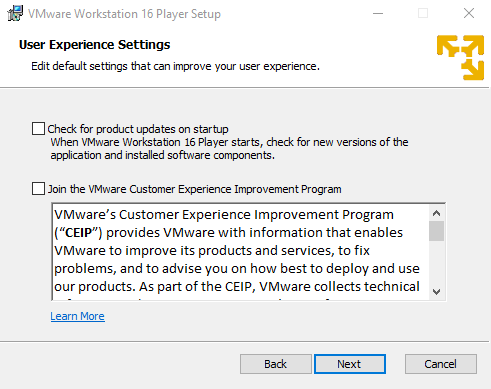 VMware Workstation 16 Player Setup
User Experience Settings
Edit default settings that can improve your user experience.
Check for product updates on startup
When VMware Workstation 16 Player starts, check for new versions of the
application and installed software components.
Join the VMware Customer Experience Improvement Program
VMware's Customer Experience Improvement Program
("CEIP") provides VMware with information that enables
VMware to improve its products and services, to fix
problems, and to advise you on how best to deploy and use
our products. As part of the CEIP, VMware collects technical
Learn More
Back
Next
Cancel